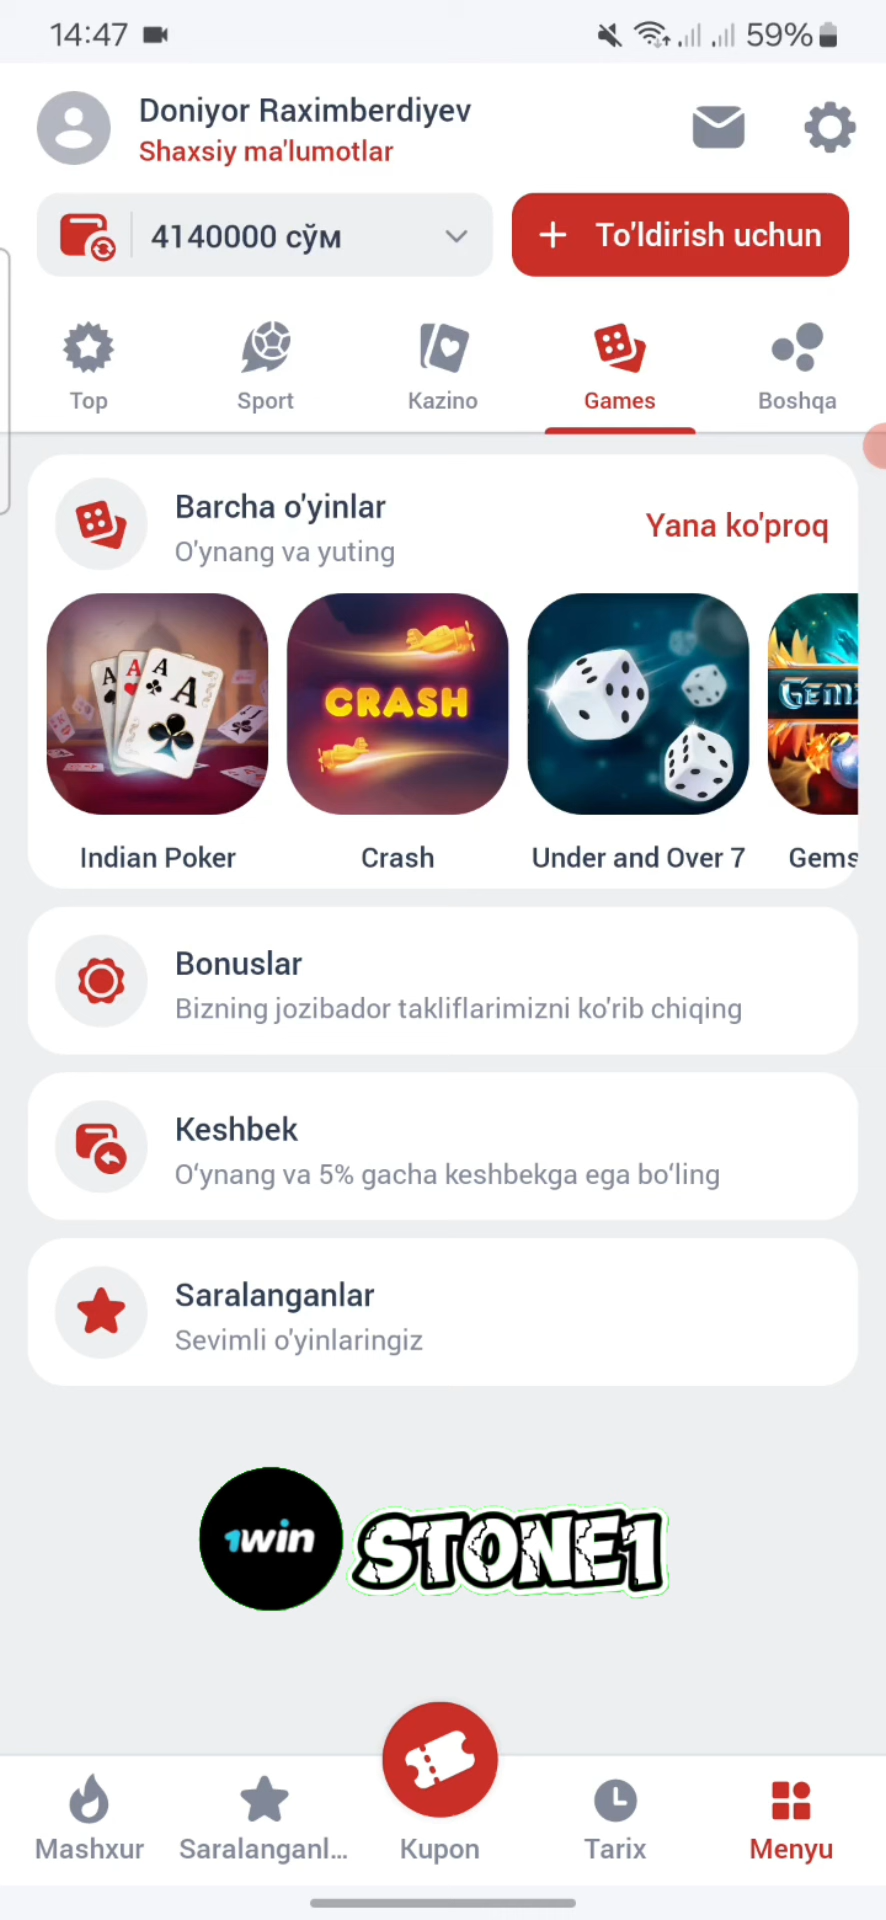 14:47
59%
Doniyor Raximberdiyev
Shaxsiy ma'lumotlar
4140000 сўм
+ To'ldirish uchun
Top
Sport
Kazino
Games
Boshqa
Barcha o'yinlar
O'ynang va yuting
Yana ko'proq
CRASH
Indian Poker
Crash
Under and Over 7
Gems
Bonuslar
Bizning jozibador takliflarimizni ko'rib chiqing
Keshbek
Oʻynang va 5% gacha keshbekga ega boʻling
Saralanganlar
Sevimli o'yinlaringiz
1win
STONE1
Mashxur
Saralanganl...
Kupon
Tarix
Menyu